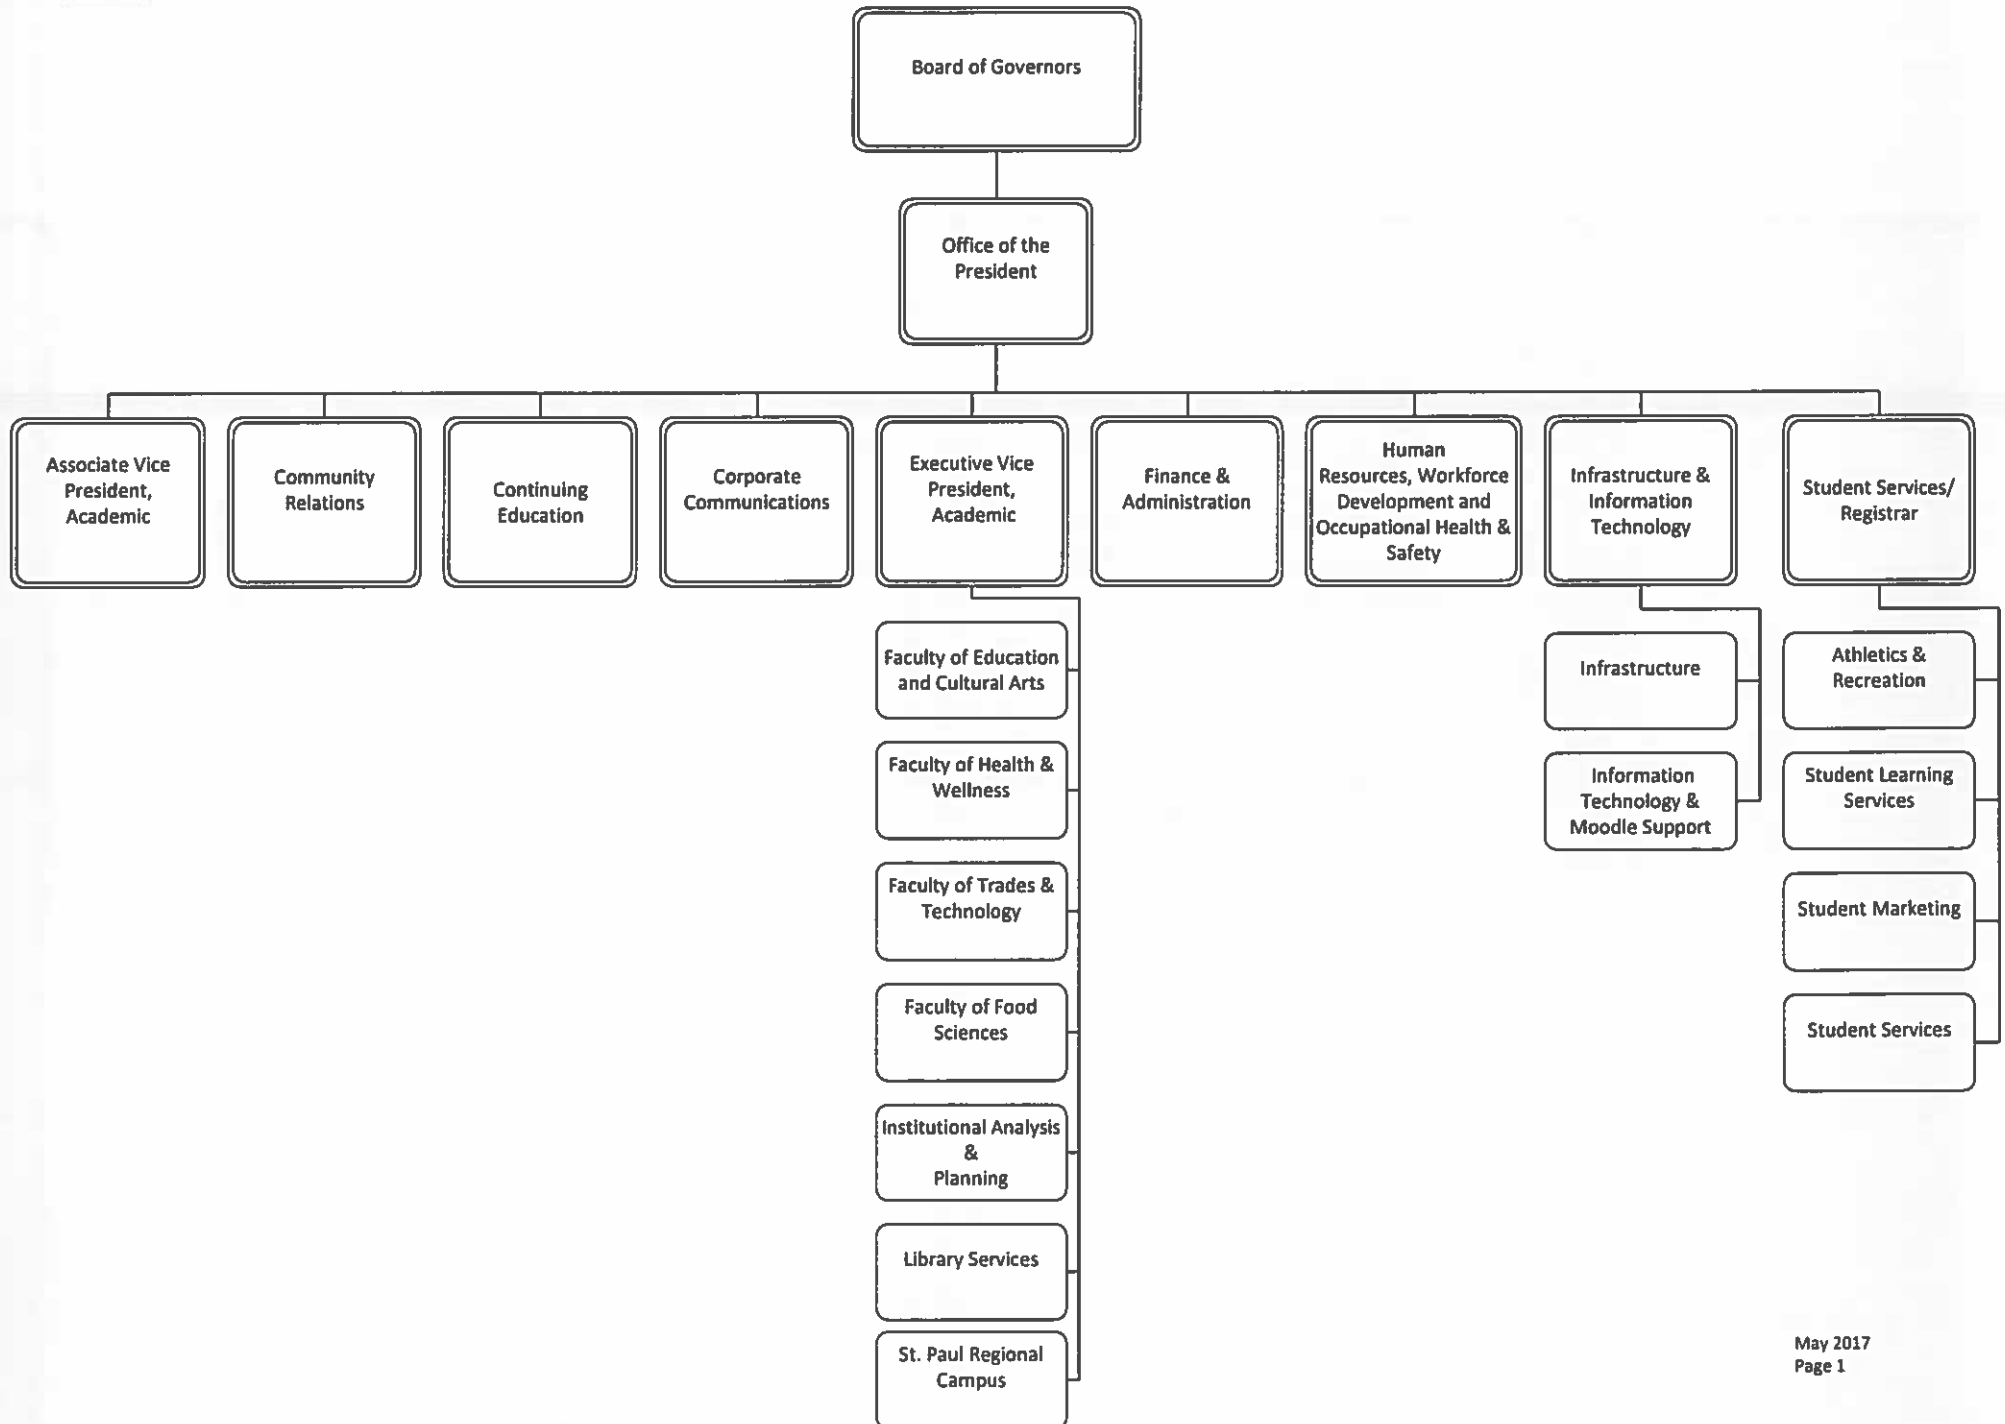 Board of Governors
Office of the
President
Associate Vice
President,
Academic
Community
Relations
Continuing
Education
Corporate
Communications
Executive Vice
President,
Academic
Finance &
Administration
Human
Resources, Workforce
Development and
Occupational Health &
Safety
Infrastructure &
Information
Technology
Student Services/
Registrar
Faculty of Education
and Cultural Arts
Faculty of Health &
Wellness
Faculty of Trades &
Technology
Faculty of Food
Sciences
Institutional Analysis
&
Planning
Library Services
St. Paul Regional
Campus
Infrastructure
Information
Technology &
Moodle Support
Athletics &
Recreation
Student Learning
Services
Student Marketing
Student Services
May 2017
Page 1